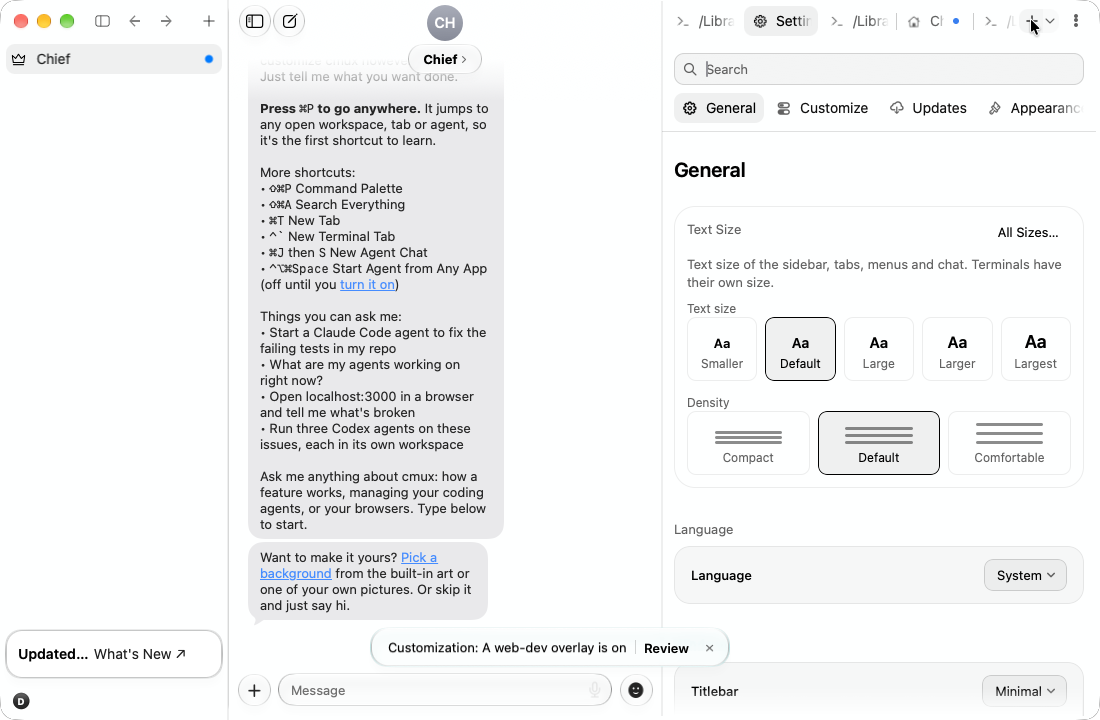 Chief
Updated... What's New ↗
D
CH
Chief
Just tell me what you want done.
Press ⌘P to go anywhere. It jumps to
any open workspace, tab or agent, so
it's the first shortcut to learn.
More shortcuts:
• ⇧⌘P Command Palette
• ⇧⌘A Search Everything
• ⌘T New Tab
• ^` New Terminal Tab
• ⌘J then S New Agent Chat
• ^⌥⌘Space Start Agent from Any App
(off until you turn it on)
Things you can ask me:
• Start a Claude Code agent to fix the
failing tests in my repo
• What are my agents working on
right now?
• Open localhost:3000 in a browser
and tell me what's broken
• Run three Codex agents on these
issues, each in its own workspace
Ask me anything about cmux: how a
feature works, managing your coding
agents, or your browsers. Type below
to start.
Want to make it yours? Pick a
background from the built-in art or
one of your own pictures. Or skip it
and just say hi.
Customization: A web-dev overlay is on Review
Message
/Libra Settin /Libra Ch
Search
General Customize Updates Appearanc
General
Text Size All Sizes...
Text size of the sidebar, tabs, menus and chat. Terminals have
their own size.
Text size
Aa Aa Aa Aa Aa
Smaller Default Large Larger Largest
Density
Compact Default Comfortable
Language
Language System
Titlebar Minimal